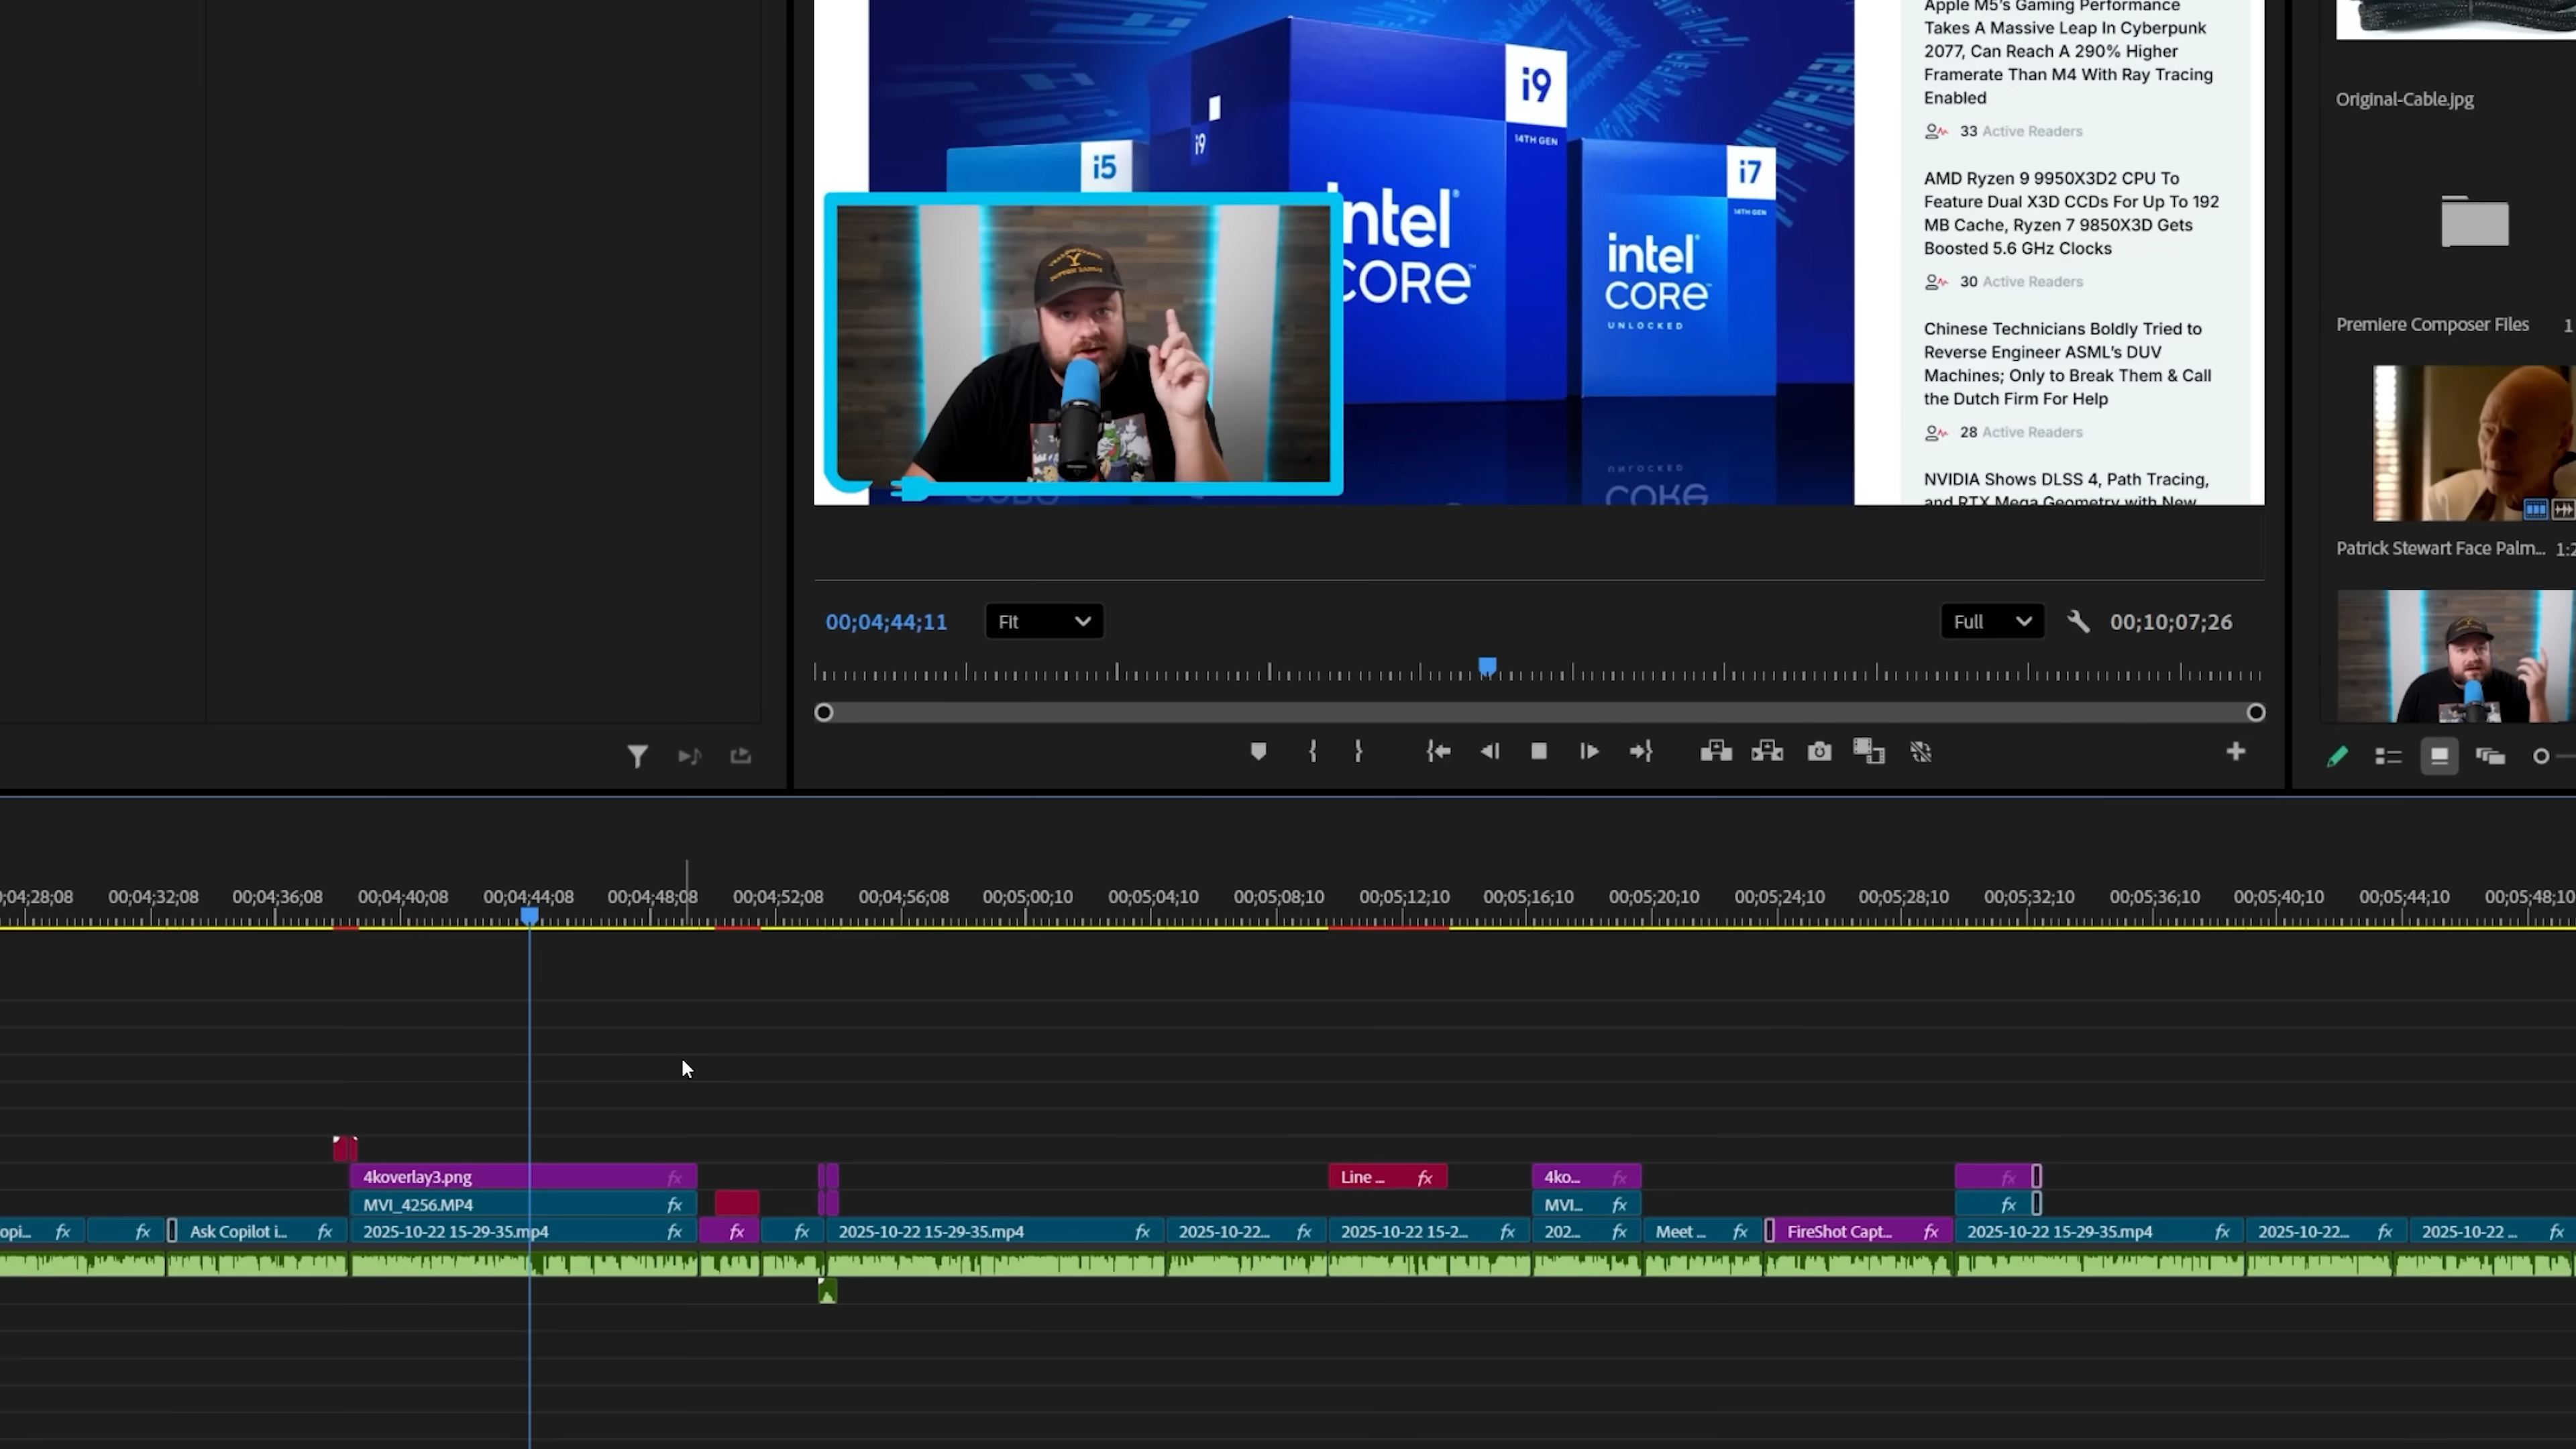 Apple M5's Gaming Performance
Takes A Massive Leap In Cyberpunk
2077, Can Reach A 290% Higher
Framerate Than M4 With Ray Tracing
Enabled
33 Active Readers
AMD Ryzen 9 9950X3D2 CPU To
Feature Dual X3D CCDs For Up To 192
MB Cache, Ryzen 7 9850X3D Gets
Boosted 5.6 GHz Clocks
30 Active Readers
Chinese Technicians Boldly Tried to
Reverse Engineer ASML's DUV
Machines; Only to Break Them & Call
the Dutch Firm For Help
28 Active Readers
NVIDIA Shows DLSS 4, Path Tracing,
and RTX Mega Geometry with New
i9
14TH GEN
i9
i5
i7
14TH GEN
intel
CORE
intel
CORE
UNLOCKED
Original-Cable.jpg
Premiere Composer Files
1
Patrick Stewart Face Palm...
1:2
00;04;44;11
Fit
Full
00;10;07;26
;04;28;08
00;04;32;08
00;04;36;08
00;04;40;08
00;04;44;08
00;04;48;08
00;04;52;08
00;04;56;08
00;05;00;10
00;05;04;10
00;05;08;10
00;05;12;10
00;05;16;10
00;05;20;10
00;05;24;10
00;05;28;10
00;05;32;10
00;05;36;10
00;05;40;10
00;05;44;10
00;05;48;10
4koverlay3.png fx
Line ... fx
4ko... fx
fx
MVI_4256.MP4 fx
MVI... fx
fx
opi... fx
fx
Ask Copilot i... fx
2025-10-22 15-29-35.mp4 fx
fx
fx
2025-10-22 15-29-35.mp4 fx
2025-10-22... fx
2025-10-22 15-2... fx
202... fx
Meet ... fx
FireShot Capt... fx
2025-10-22 15-29-35.mp4 fx
2025-10-22... fx
2025-10-22 ... fx